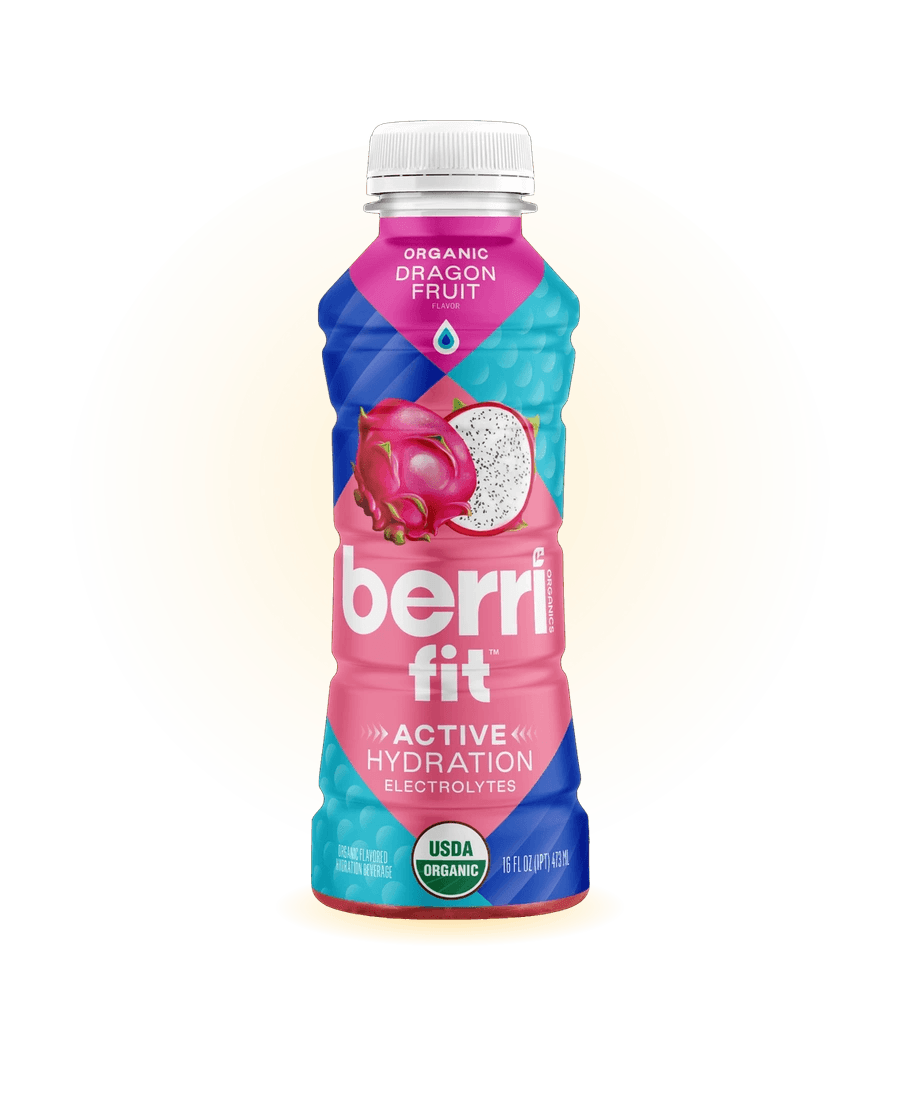 ORGANIC
DRAGON
FRUIT
FLAVOR
berri
ORGANICS
fit™
ACTIVE
HYDRATION
ELECTROLYTES
USDA
ORGANIC
ORGANIC FLAVORED
HYDRATION BEVERAGE
16 FL OZ (1PT) 473 ML